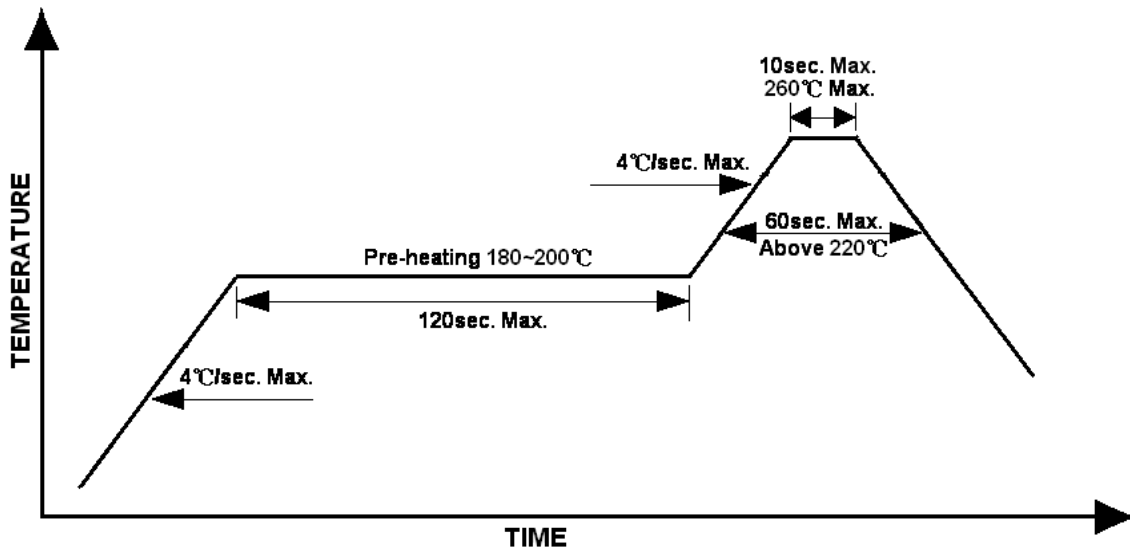 10sec. Max.
260℃ Max.
4℃/sec. Max.
60sec. Max.
Above 220℃
Pre-heating 180~200℃
120sec. Max.
4℃/sec. Max.
TEMPERATURE
TIME